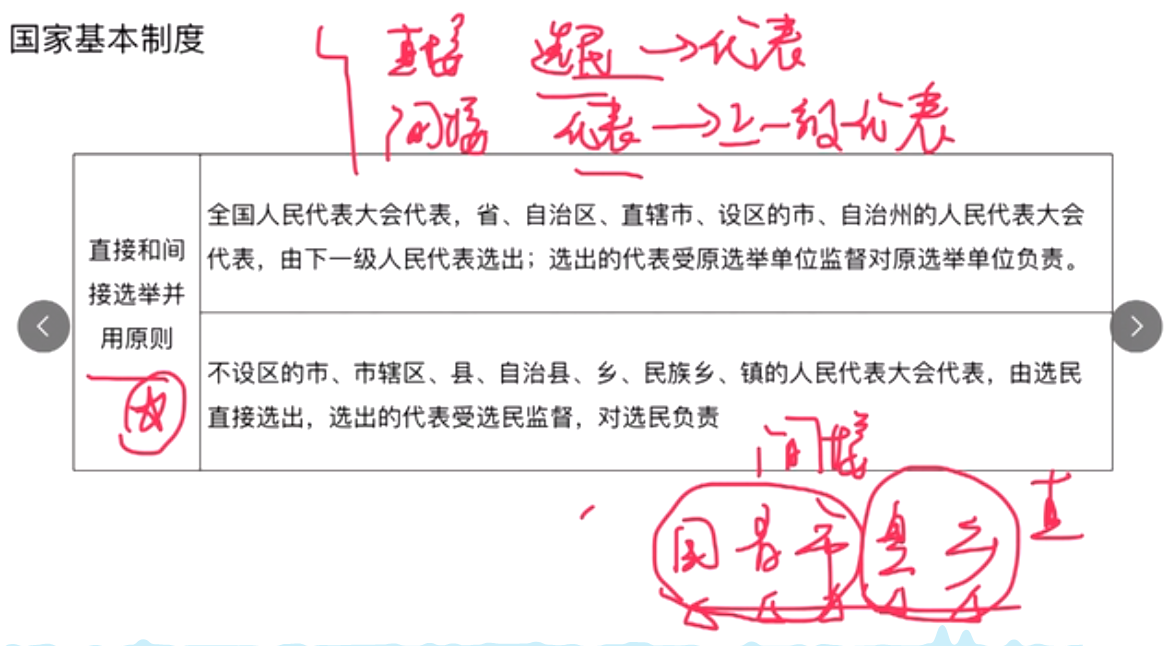 国家基本制度
直接 选民→代表
间接 代表→上一级代表
直接和间
接选举并
用原则
全国人民代表大会代表，省、自治区、直辖市、设区的市、自治州的人民代表大会
代表，由下一级人民代表选出；选出的代表受原选举单位监督对原选举单位负责。
不设区的市、市辖区、县、自治县、乡、民族乡、镇的人民代表大会代表，由选民
直接选出，选出的代表受选民监督，对选民负责
间接
国省市县乡 直